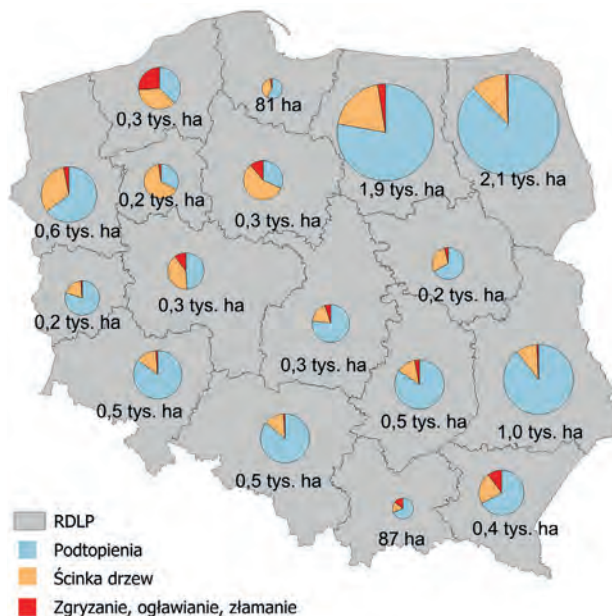 0,3 tys. ha
81 ha
1,9 tys. ha
2,1 tys. ha
0,2 tys. ha
0,3 tys. ha
0,6 tys. ha
0,2 tys. ha
0,3 tys. ha
0,2 tys. ha
0,3 tys. ha
0,5 tys. ha
0,5 tys. ha
1,0 tys. ha
0,5 tys. ha
87 ha
0,4 tys. ha
RDLP
Podtopienia
Ścinka drzew
Zgryzanie, ogławianie, złamanie